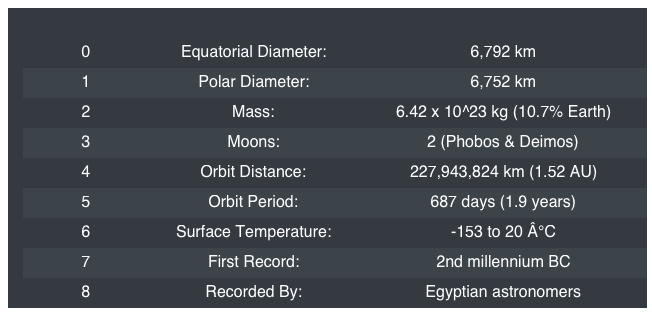 0 Equatorial Diameter: 6,792 km
1 Polar Diameter: 6,752 km
2 Mass: 6.42 x 10^23 kg (10.7% Earth)
3 Moons: 2 (Phobos & Deimos)
4 Orbit Distance: 227,943,824 km (1.52 AU)
5 Orbit Period: 687 days (1.9 years)
6 Surface Temperature: -153 to 20 Â°C
7 First Record: 2nd millennium BC
8 Recorded By: Egyptian astronomers